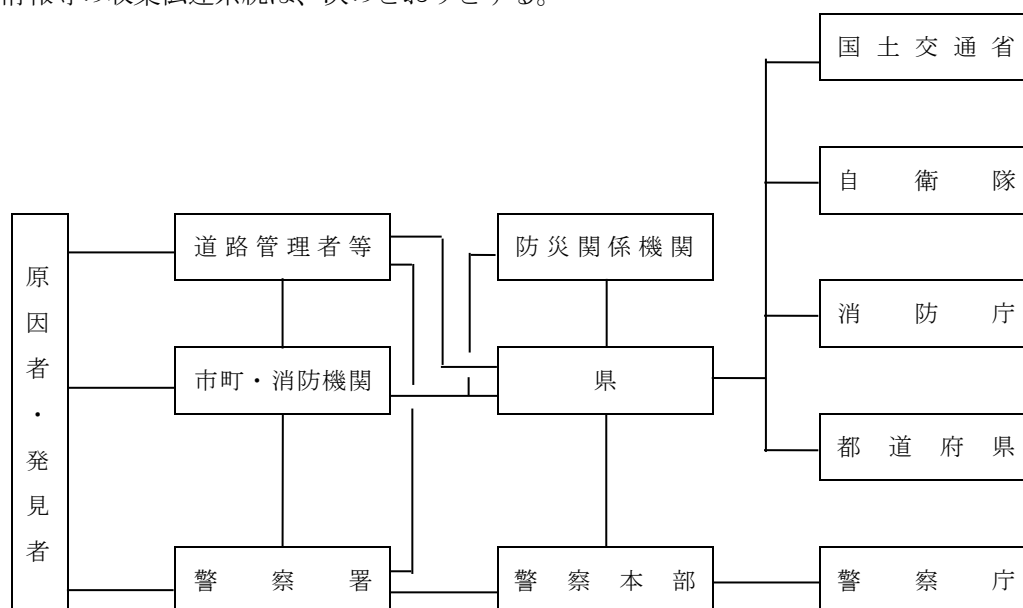 情報等の収集伝達系統は、次のとおりとする。
国土交通省
自衛隊
道路管理者等
防災関係機関
原因者・発見者
消防庁
市町・消防機関
県
都道府県
警察署
警察本部
警察庁